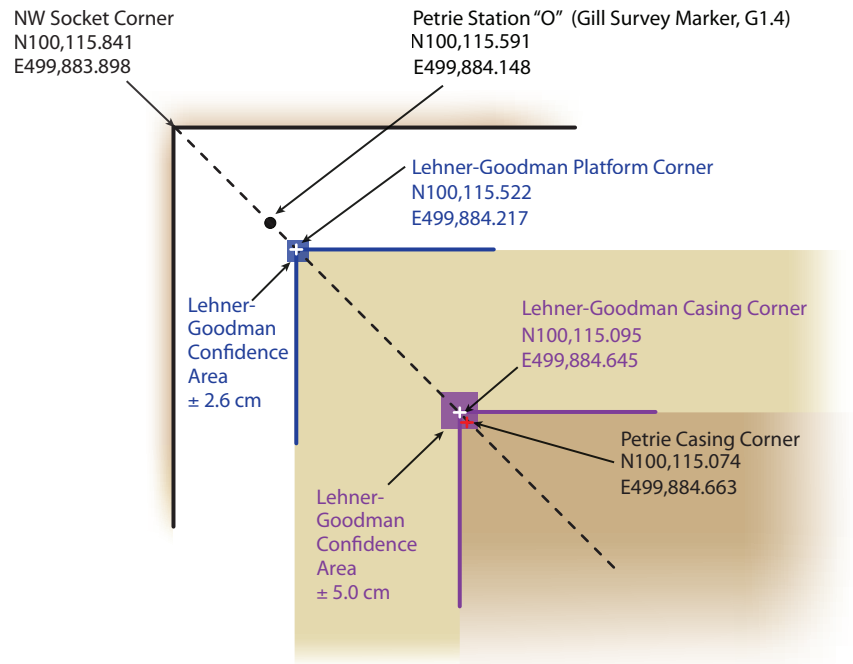 NW Socket Corner
N100,115.841
E499,883.898
Petrie Station “O” (Gill Survey Marker, G1.4)
N100,115.591
E499,884.148
Lehner-Goodman Platform Corner
N100,115.522
E499,884.217
Lehner-
Goodman
Confidence
Area
± 2.6 cm
Lehner-Goodman Casing Corner
N100,115.095
E499,884.645
Petrie Casing Corner
N100,115.074
E499,884.663
Lehner-
Goodman
Confidence
Area
± 5.0 cm